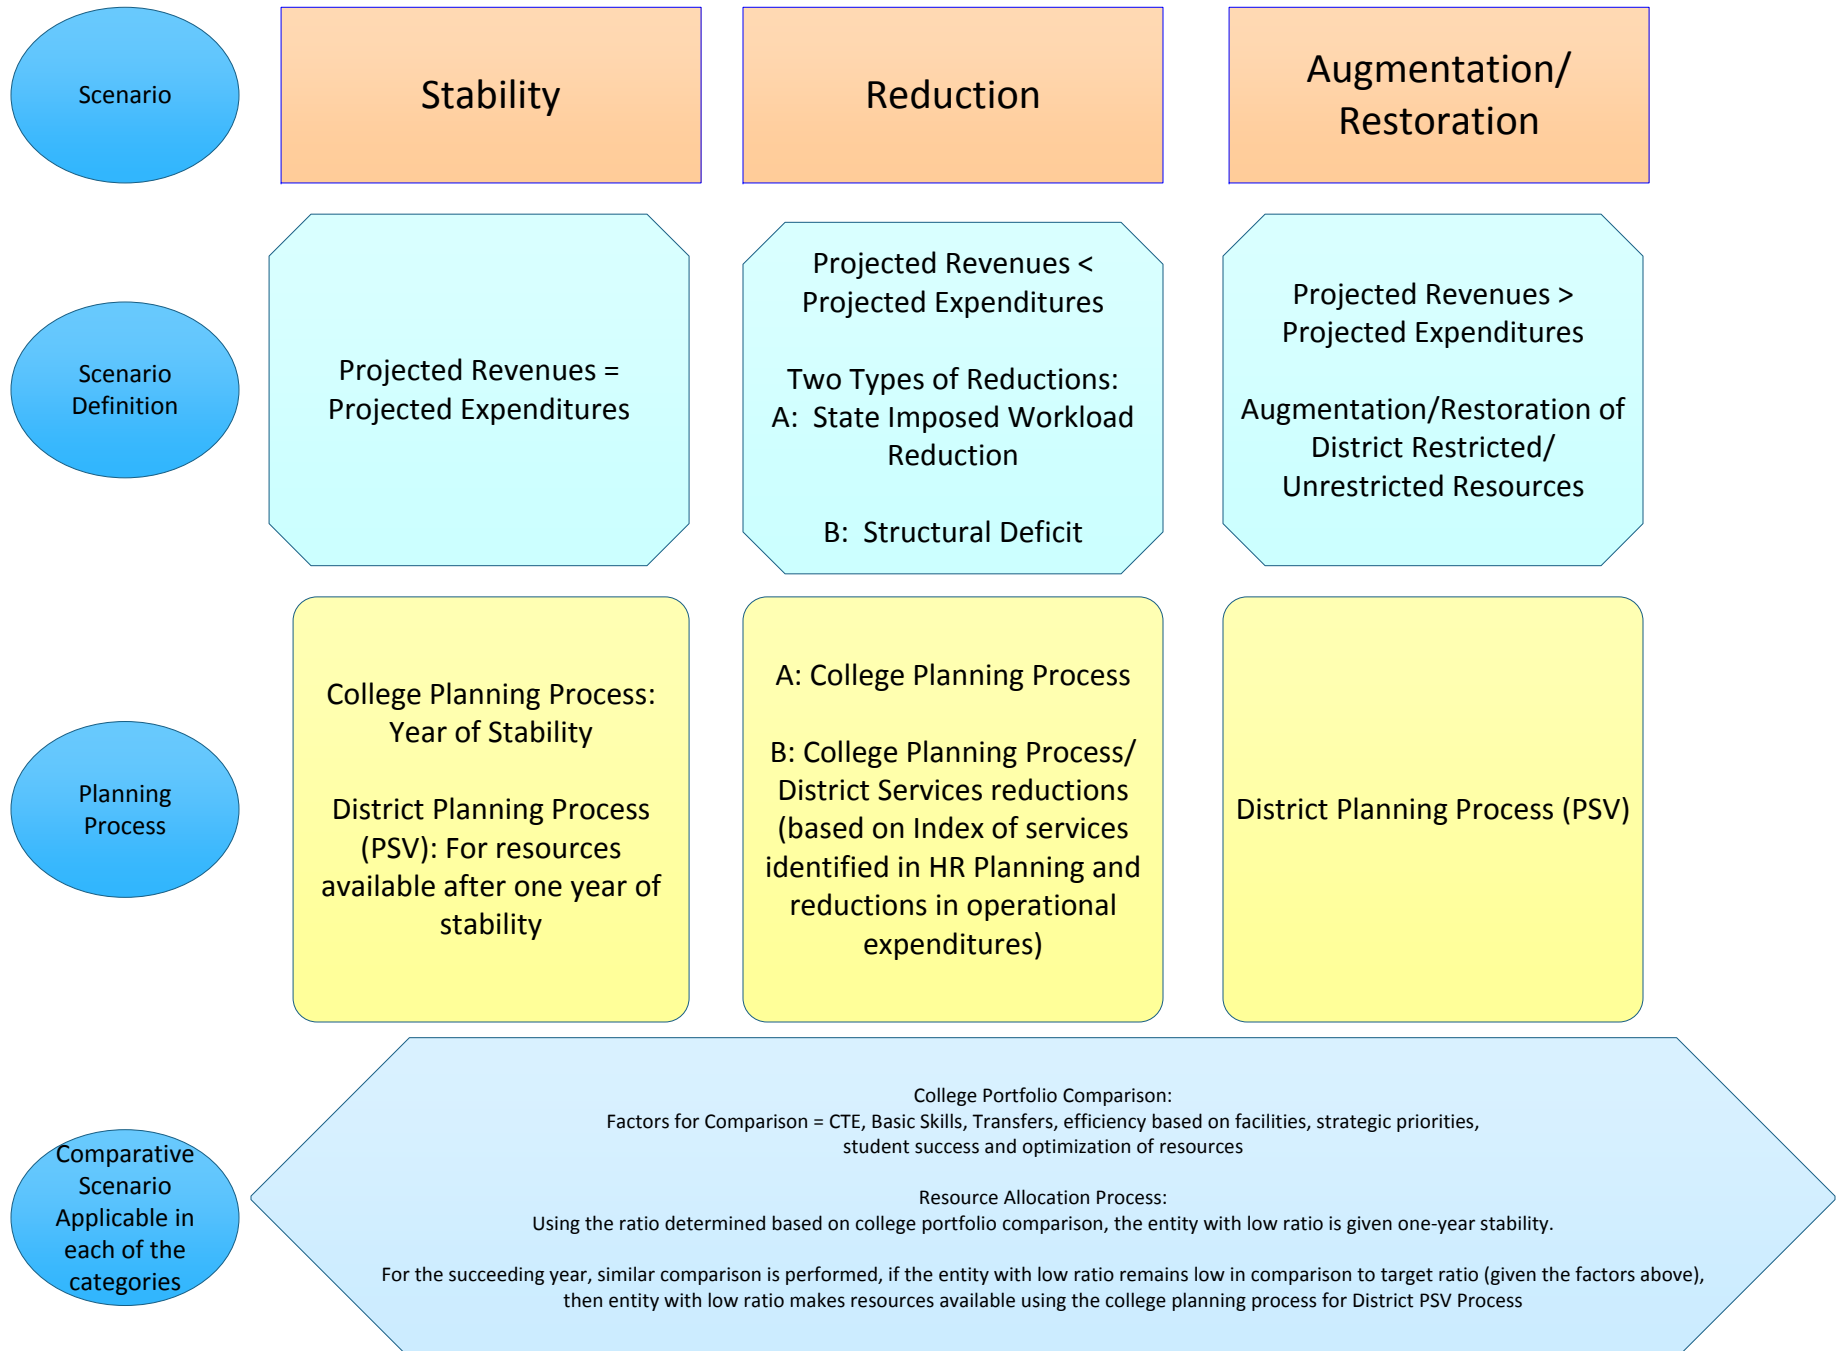 Scenario
Stability
Reduction
Augmentation/
Restoration
Scenario
Definition
Projected Revenues =
Projected Expenditures
Projected Revenues <
Projected Expenditures
Two Types of Reductions:
A:  State Imposed Workload
Reduction
B:  Structural Deficit
Projected Revenues >
Projected Expenditures
Augmentation/Restoration of
District Restricted/
Unrestricted Resources
Planning
Process
College Planning Process:
Year of Stability
District Planning Process
(PSV): For resources
available after one year of
stability
A: College Planning Process
B: College Planning Process/
District Services reductions
(based on Index of services
identified in HR Planning and
reductions in operational
expenditures)
District Planning Process (PSV)
Comparative
Scenario
Applicable in
each of the
categories
College Portfolio Comparison:
Factors for Comparison = CTE, Basic Skills, Transfers, efficiency based on facilities, strategic priorities,
student success and optimization of resources
Resource Allocation Process:
Using the ratio determined based on college portfolio comparison, the entity with low ratio is given one-year stability.
For the succeeding year, similar comparison is performed, if the entity with low ratio remains low in comparison to target ratio (given the factors above),
then entity with low ratio makes resources available using the college planning process for District PSV Process